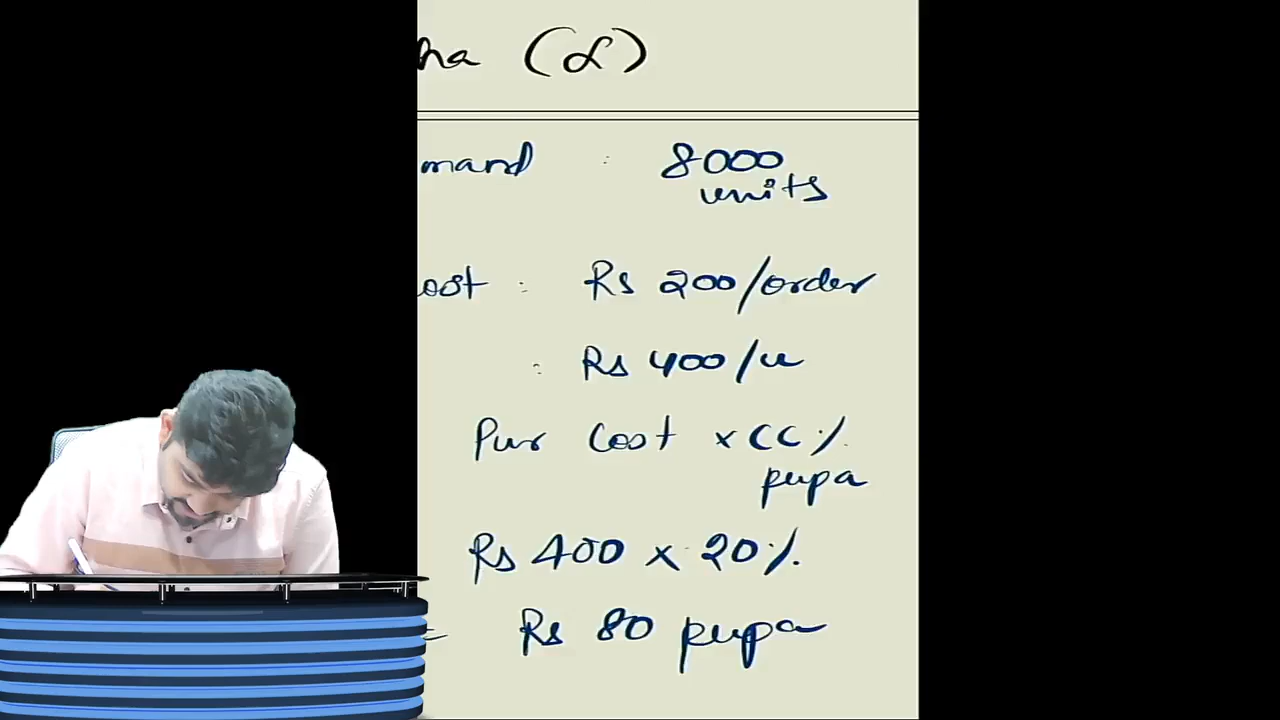 ha (α)
mand : 8000
units
ost : Rs 200/order
: Rs 400/u
Pur Cost x CC%
pupa
Rs 400 x 20%
= Rs 80 pupa